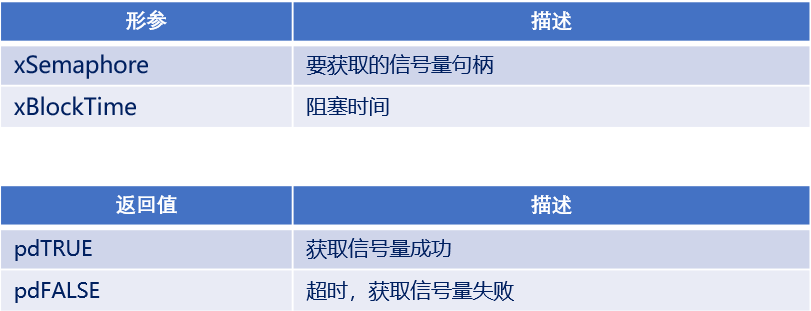 形参 描述
xSemaphore 要获取的信号量句柄
xBlockTime 阻塞时间
返回值 描述
pdTRUE 获取信号量成功
pdFALSE 超时，获取信号量失败